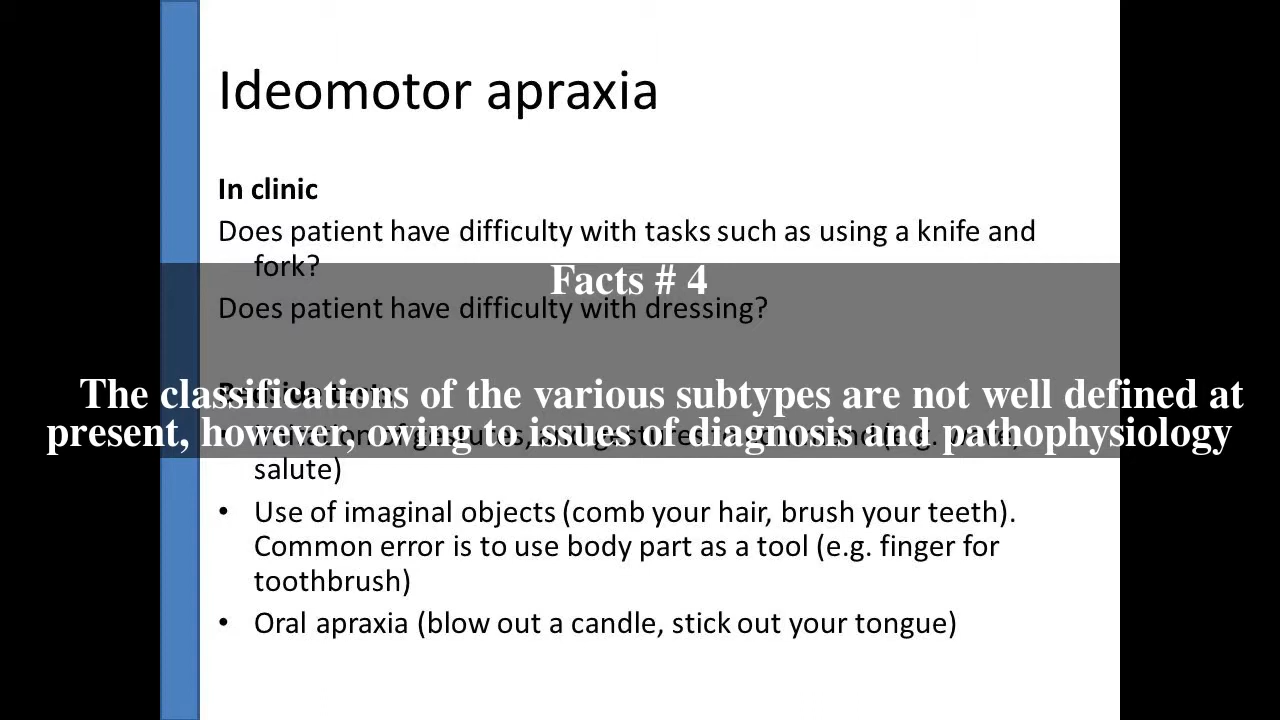 Ideomotor apraxia
In clinic
Does patient have difficulty with tasks such as using a knife and
fork?
Facts # 4
Does patient have difficulty with dressing?
The classifications of the various subtypes are not well defined at
present, however, owing to issues of diagnosis and pathophysiology
salute)
• Use of imaginal objects (comb your hair, brush your teeth).
Common error is to use body part as a tool (e.g. finger for
toothbrush)
• Oral apraxia (blow out a candle, stick out your tongue)